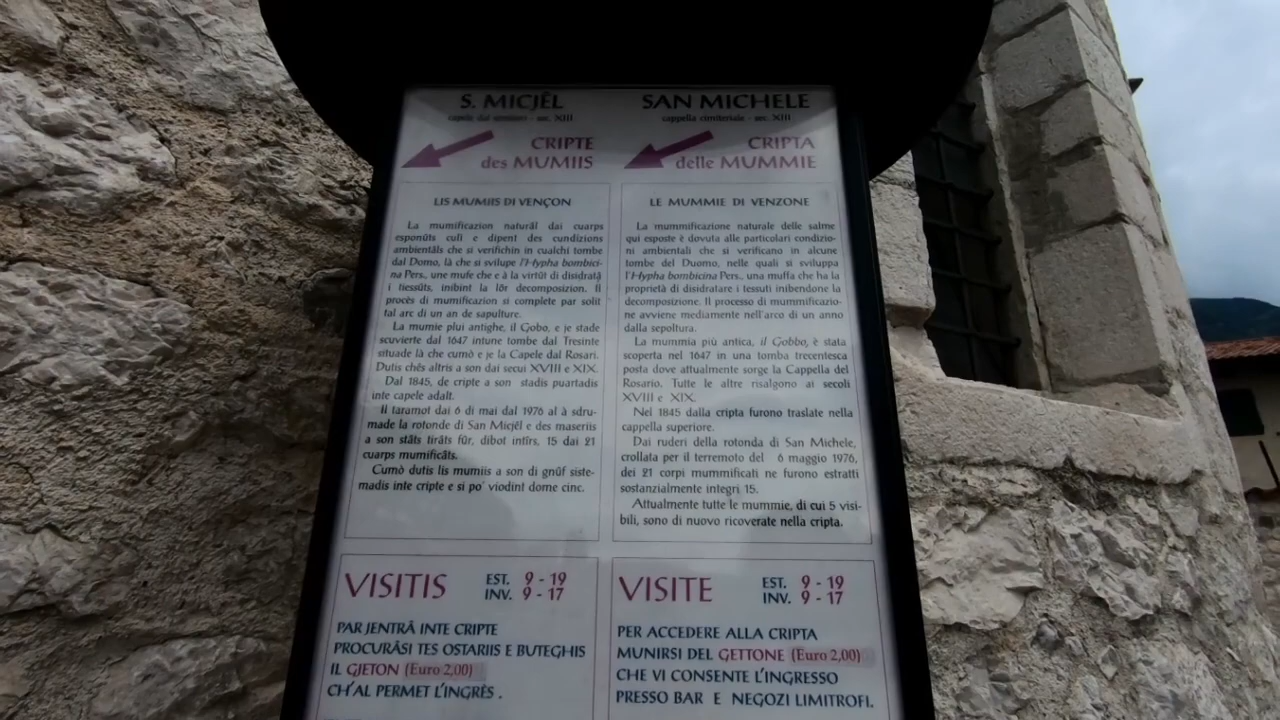 S. MICJÊL
capele dal simiteri - sec. XIII
CRIPTE
des MUMIIS
LIS MUMIIS DI VENÇON
La mumificazion naturâl dai cuarps
esponûts culì e dipent des cundizions
ambientâls che si verifichin in cualchi tombe
dal Domo, là che si svilupe l'Hypha bombici-
na Pers., une mufe che e à la virtût di disidratâ
i tiessûts, inibint la lôr decomposizion. Il
procès di mumificazion si complete par solit
tal arc di un an de sapulture.
La mumie plui antighe, il Gobo, e je stade
scuvierte dal 1647 intune tombe dal Tresinte
situade là che cumò e je la Capele dal Rosari.
Dutis chês altris a son dai secui XVIII e XIX.
Dal 1845, de cripte a son stadis puartadis
inte capele adalt.
Il taramot dai 6 di mai dal 1976 al à sdru-
made la rotonde di San Micjêl e des maseriis
a son stâts tirâts fûr, dibot intîrs, 15 dai 21
cuarps mumificâts.
Cumò dutis lis mumiis a son di gnûf siste-
madis inte cripte e si po' viodint dome cinc.
VISITIS EST. 9 - 19
INV. 9 - 17
PAR JENTRÂ INTE CRIPTE
PROCURÂSI TES OSTARIIS E BUTEGHIS
IL GJETON (Euro 2,00)
CH'AL PERMET L'INGRÈS .
SAN MICHELE
cappella cimiteriale - sec. XIII
CRIPTA
delle MUMMIE
LE MUMMIE DI VENZONE
La mummificazione naturale delle salme
qui esposte è dovuta alle particolari condizio-
ni ambientali che si verificano in alcune
tombe del Duomo, nelle quali si sviluppa
l'Hypha bombicina Pers., una muffa che ha la
proprietà di disidratare i tessuti inibendone la
decomposizione. Il processo di mummificazio-
ne avviene mediamente nell'arco di un anno
dalla sepoltura.
La mummia più antica, il Gobbo, è stata
scoperta nel 1647 in una tomba trecentesca
posta dove attualmente sorge la Cappella del
Rosario. Tutte le altre risalgono ai secoli
XVIII e XIX.
Nel 1845 dalla cripta furono traslate nella
cappella superiore.
Dai ruderi della rotonda di San Michele,
crollata per il terremoto del 6 maggio 1976,
dei 21 corpi mummificati ne furono estratti
sostanzialmente integri 15.
Attualmente tutte le mummie, di cui 5 visi-
bili, sono di nuovo ricoverate nella cripta.
VISITE EST. 9 - 19
INV. 9 - 17
PER ACCEDERE ALLA CRIPTA
MUNIRSI DEL GETTONE (Euro 2,00)
CHE VI CONSENTE L'INGRESSO
PRESSO BAR E NEGOZI LIMITROFI.